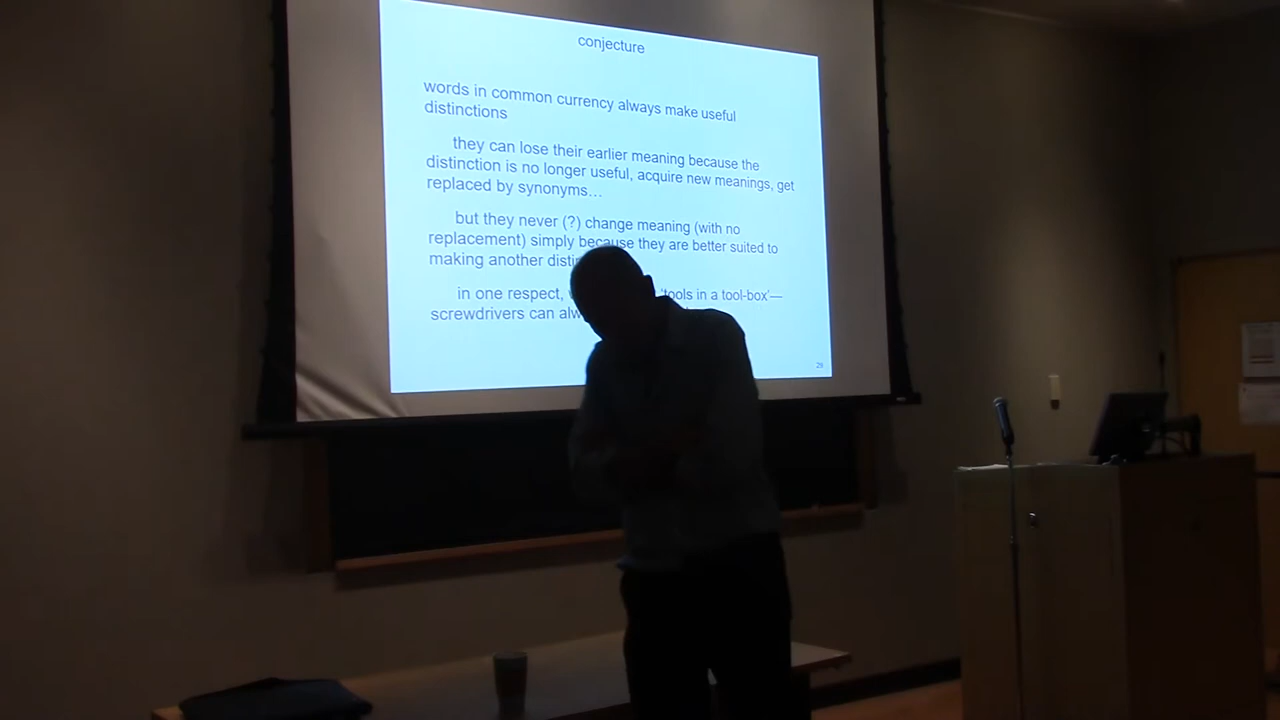 conjecture
words in common currency always make useful
distinctions
they can lose their earlier meaning because the
distinction is no longer useful, acquire new meanings, get
replaced by synonyms…
but they never (?) change meaning (with no
replacement) simply because they are better suited to
making another
in one respect, 'tools in a tool-box'—
screwdrivers can
29